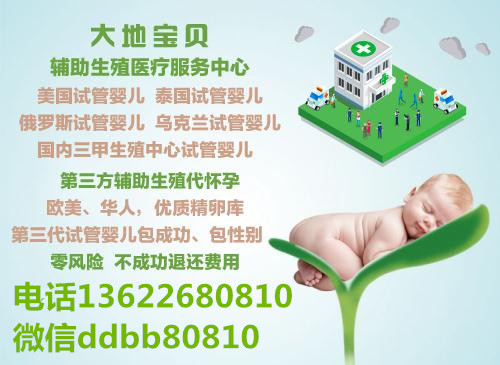 大地宝贝
辅助生殖医疗服务中心
美国试管婴儿 泰国试管婴儿
俄罗斯试管婴儿 乌克兰试管婴儿
国内三甲生殖中心试管婴儿
第三方辅助生殖代怀孕
欧美、华人，优质精卵库
第三代试管婴儿包成功、包性别
零风险 不成功退还费用
电话13622680810
微信ddbb80810